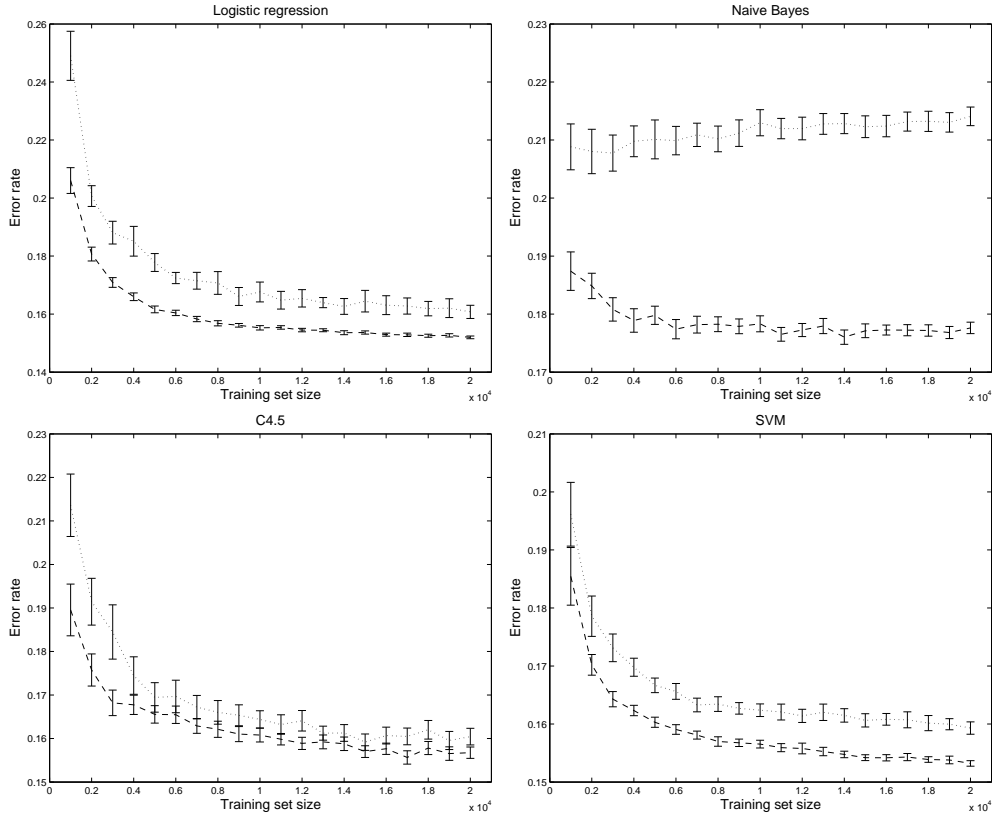 Logistic regression
0.26
0.24
0.22
0.2
0.18
0.16
0.14
Error rate
0 0.2 0.4 0.6 0.8 1 1.2 1.4 1.6 1.8 2
Training set size
x 10^4
Naive Bayes
0.23
0.22
0.21
0.2
0.19
0.18
0.17
Error rate
0 0.2 0.4 0.6 0.8 1 1.2 1.4 1.6 1.8 2
Training set size
x 10^4
C4.5
0.23
0.22
0.21
0.2
0.19
0.18
0.17
0.16
0.15
Error rate
0 0.2 0.4 0.6 0.8 1 1.2 1.4 1.6 1.8 2
Training set size
x 10^4
SVM
0.21
0.2
0.19
0.18
0.17
0.16
0.15
Error rate
0 0.2 0.4 0.6 0.8 1 1.2 1.4 1.6 1.8 2
Training set size
x 10^4